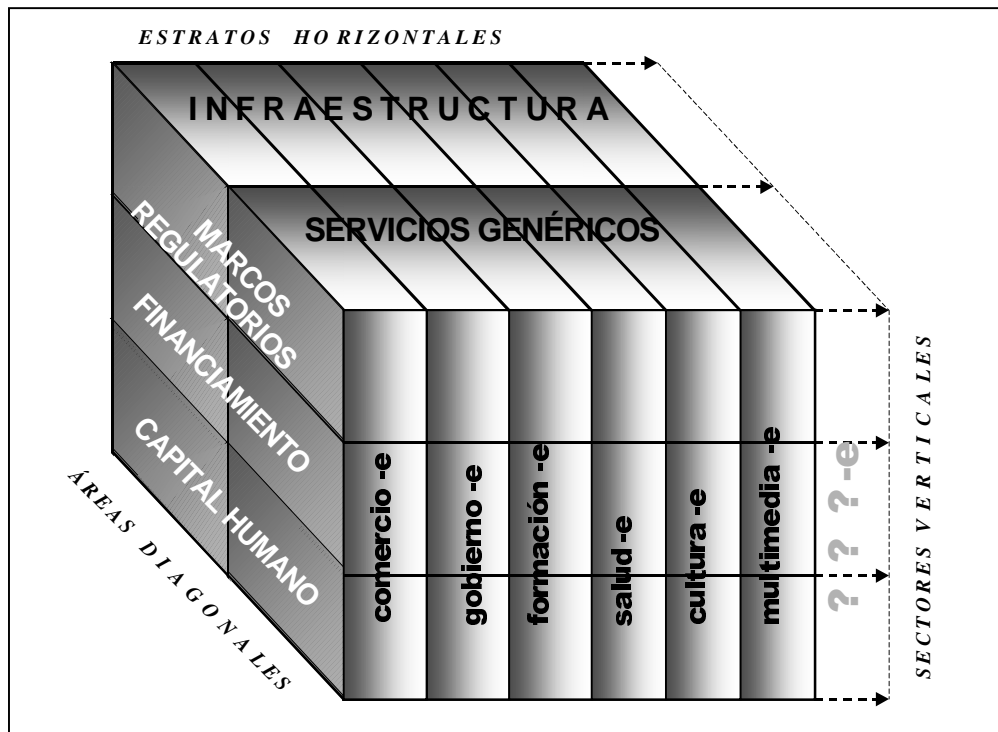 ESTRATOS HORIZONTALES
INFRAESTRUCTURA
SERVICIOS GENÉRICOS
MARCOS
REGULATORIOS
FINANCIAMIENTO
CAPITAL HUMANO
ÁREAS DIAGONALES
comercio -e
gobierno -e
formación -e
salud -e
cultura -e
multimedia -e
? ? ? -e
SECTORES VERTICALES